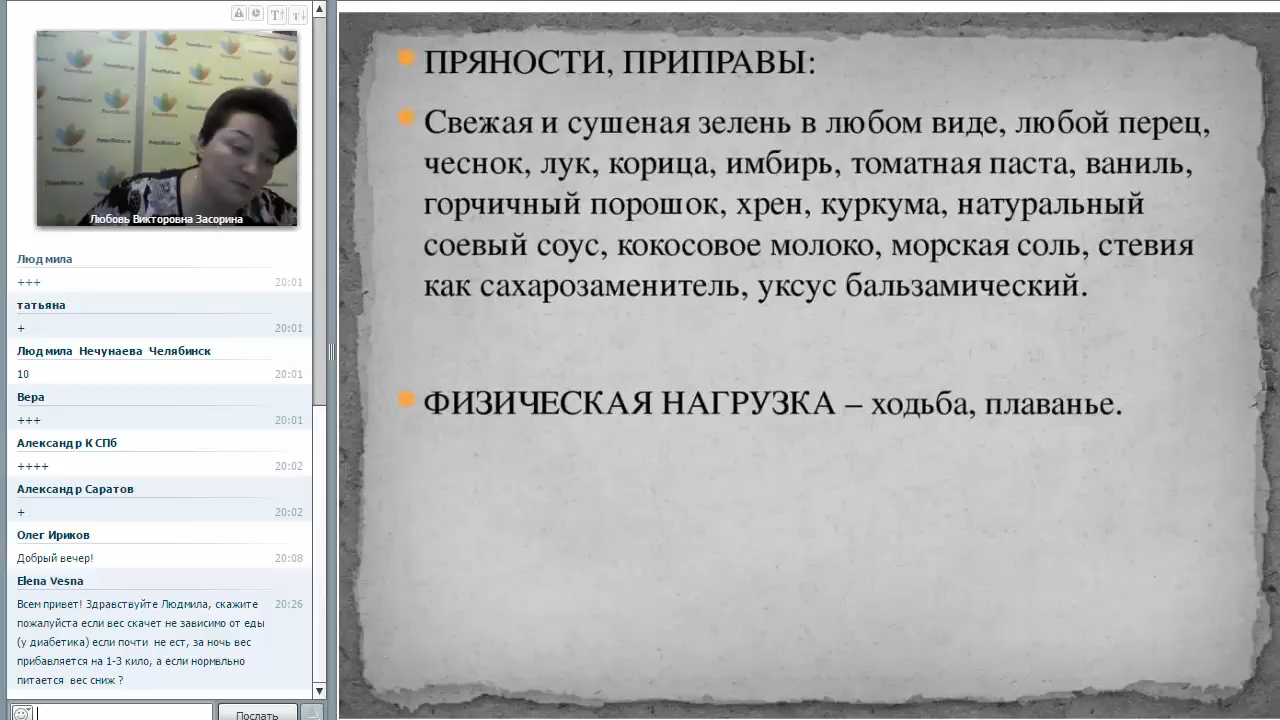 Любовь Викторовна Засорина
Людмила
+++ 20:01
татьяна
+ 20:01
Людмила Нечунаева Челябинск
10 20:01
Вера
+++ 20:01
Александр К СПб
++++ 20:02
Александр Саратов
+ 20:02
Олег Ириков
Добрый вечер! 20:08
Elena Vesna
Всем привет! Здравствуйте Людмила, скажите 20:26
пожалуйста если вес скачет не зависимо от еды
(у диабетика) если почти не ест, за ночь вес
прибавляется на 1-3 кило, а если нормвльно
питается вес сниж ?
Послать
ПРЯНОСТИ, ПРИПРАВЫ:
Свежая и сушеная зелень в любом виде, любой перец,
чеснок, лук, корица, имбирь, томатная паста, ваниль,
горчичный порошок, хрен, куркума, натуральный
соевый соус, кокосовое молоко, морская соль, стевия
как сахарозаменитель, уксус бальзамический.
ФИЗИЧЕСКАЯ НАГРУЗКА – ходьба, плаванье.